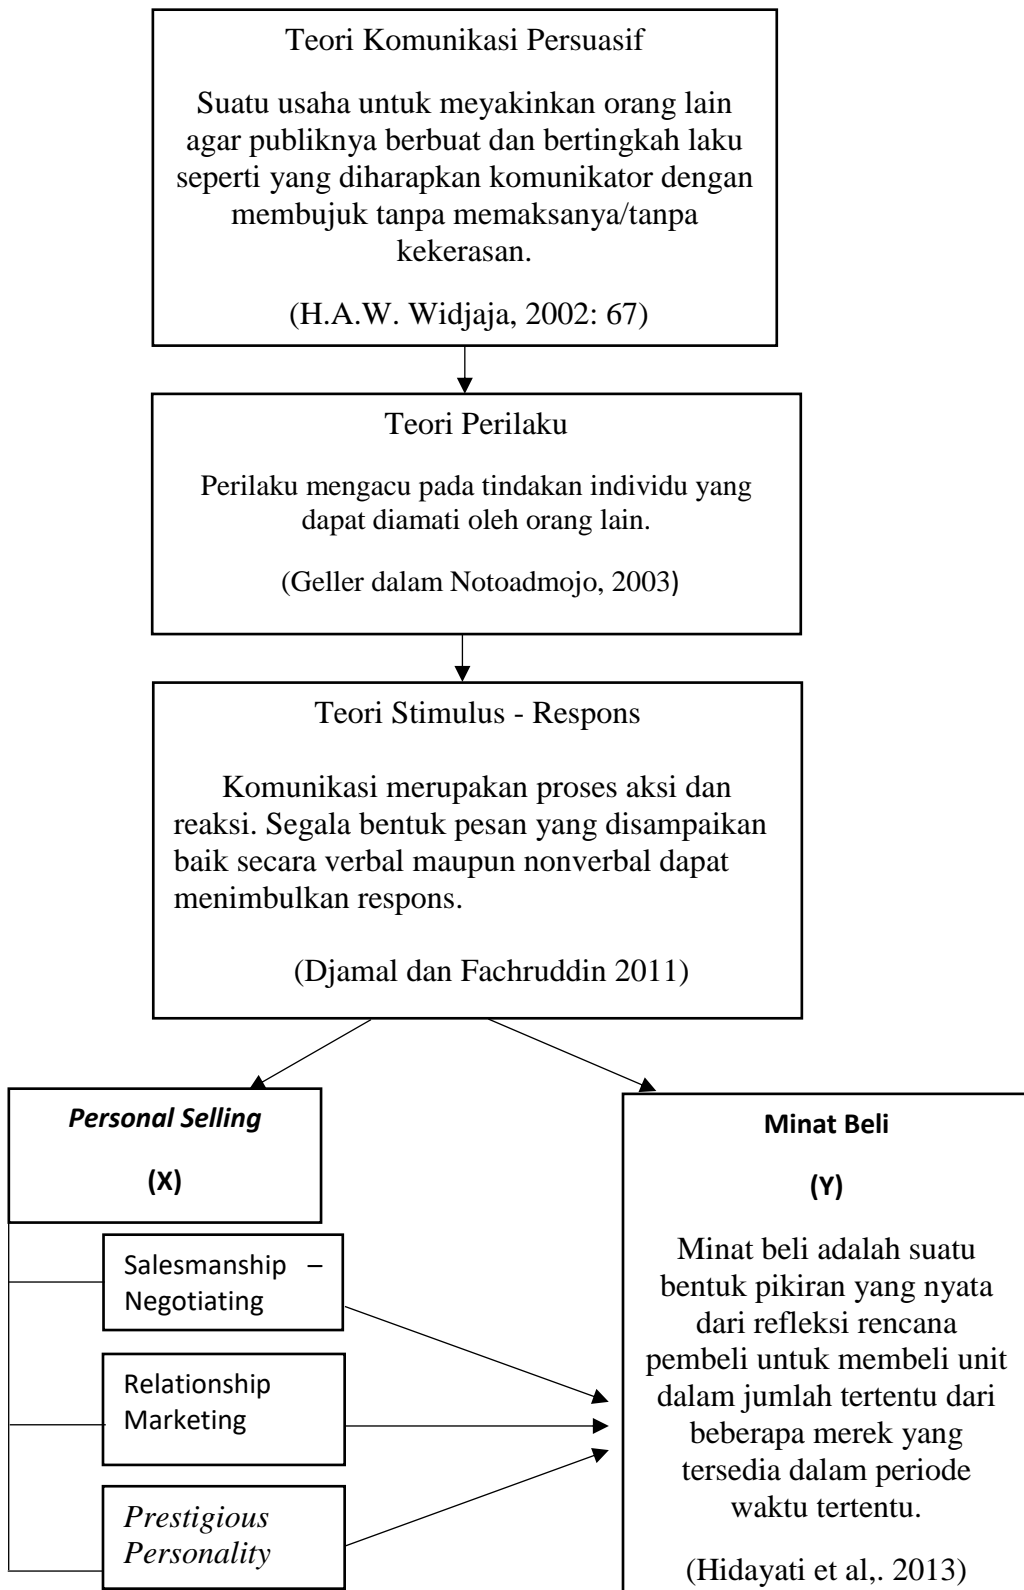 Teori Komunikasi Persuasif
Suatu usaha untuk meyakinkan orang lain
agar publiknya berbuat dan bertingkah laku
seperti yang diharapkan komunikator dengan
membujuk tanpa memaksanya/tanpa
kekerasan.
(H.A.W. Widjaja, 2002: 67)
Teori Perilaku
Perilaku mengacu pada tindakan individu yang
dapat diamati oleh orang lain.
(Geller dalam Notoadmojo, 2003)
Teori Stimulus - Respons
Komunikasi merupakan proses aksi dan
reaksi. Segala bentuk pesan yang disampaikan
baik secara verbal maupun nonverbal dapat
menimbulkan respons.
(Djamal dan Fachruddin 2011)
Personal Selling
(X)
Salesmanship –
Negotiating
Relationship
Marketing
Prestigious
Personality
Minat Beli
(Y)
Minat beli adalah suatu
bentuk pikiran yang nyata
dari refleksi rencana
pembeli untuk membeli unit
dalam jumlah tertentu dari
beberapa merek yang
tersedia dalam periode
waktu tertentu.
(Hidayati et al,. 2013)